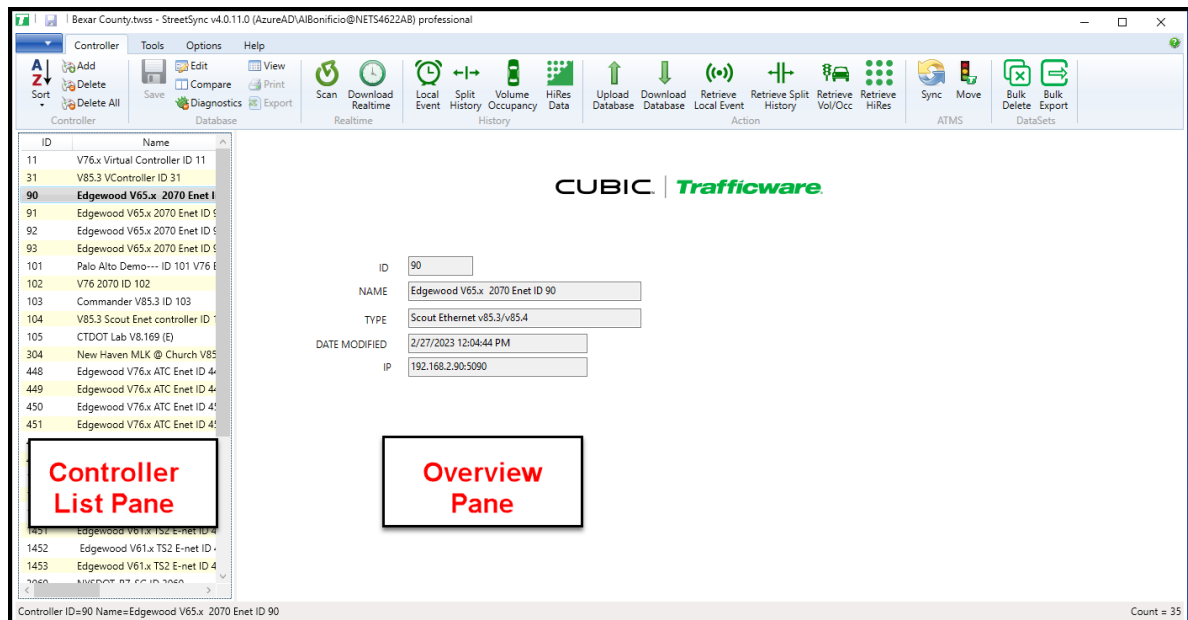 Bexar County.twss - StreetSync v4.0.11.0 (AzureAD\AlBonificio@NETS4622AB) professional
Controller Tools Options Help
A Z Sort
Add
Delete
Delete All
Controller
Save
Edit
Compare
Diagnostics
View
Print
Export
Database
Scan
Download Realtime
Realtime
Local Event
Split History
Volume Occupancy
HiRes Data
History
Upload Database
Download Database
Retrieve Local Event
Retrieve Split History
Retrieve Vol/Occ
Retrieve HiRes
Action
Sync
Move
ATMS
Bulk Delete
Bulk Export
DataSets
ID Name
11 V76.x Virtual Controller ID 11
31 V85.3 VController ID 31
90 Edgewood V65.x 2070 Enet I
91 Edgewood V65.x 2070 Enet ID 9
92 Edgewood V65.x 2070 Enet ID 9
93 Edgewood V65.x 2070 Enet ID 9
101 Palo Alto Demo--- ID 101 V76 E
102 V76 2070 ID 102
103 Commander V85.3 ID 103
104 V85.3 Scout Enet controller ID 1
105 CTDOT Lab V8.169 (E)
304 New Haven MLK @ Church V85
448 Edgewood V76.x ATC Enet ID 44
449 Edgewood V76.x ATC Enet ID 44
450 Edgewood V76.x ATC Enet ID 45
451 Edgewood V76.x ATC Enet ID 45
Controller
List Pane
1451 Edgewood V61.x TS2 E-net ID 4
1452 Edgewood V61.x TS2 E-net ID
1453 Edgewood V61.x TS2 E-net ID 4
CUBIC Trafficware
ID 90
NAME Edgewood V65.x 2070 Enet ID 90
TYPE Scout Ethernet v85.3/v85.4
DATE MODIFIED 2/27/2023 12:04:44 PM
IP 192.168.2.90:5090
Overview
Pane
Controller ID=90 Name=Edgewood V65.x 2070 Enet ID 90
Count = 35